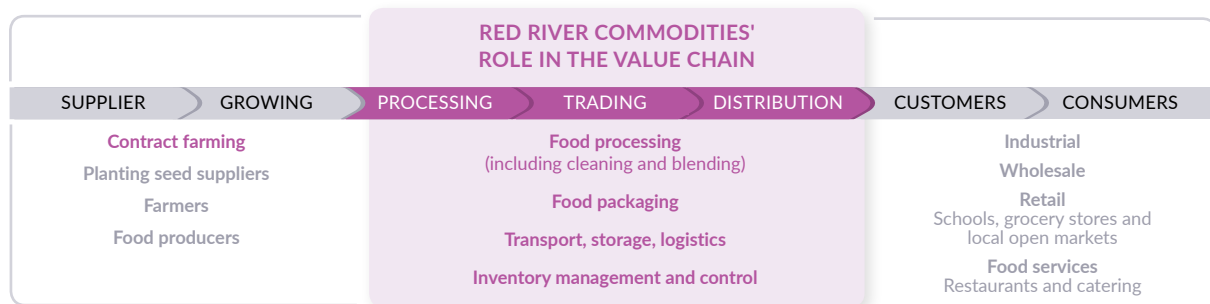 RED RIVER COMMODITIES'
ROLE IN THE VALUE CHAIN
SUPPLIER
GROWING
PROCESSING
TRADING
DISTRIBUTION
CUSTOMERS
CONSUMERS
Contract farming
Planting seed suppliers
Farmers
Food producers
Food processing
(including cleaning and blending)
Food packaging
Transport, storage, logistics
Inventory management and control
Industrial
Wholesale
Retail
Schools, grocery stores and
local open markets
Food services
Restaurants and catering